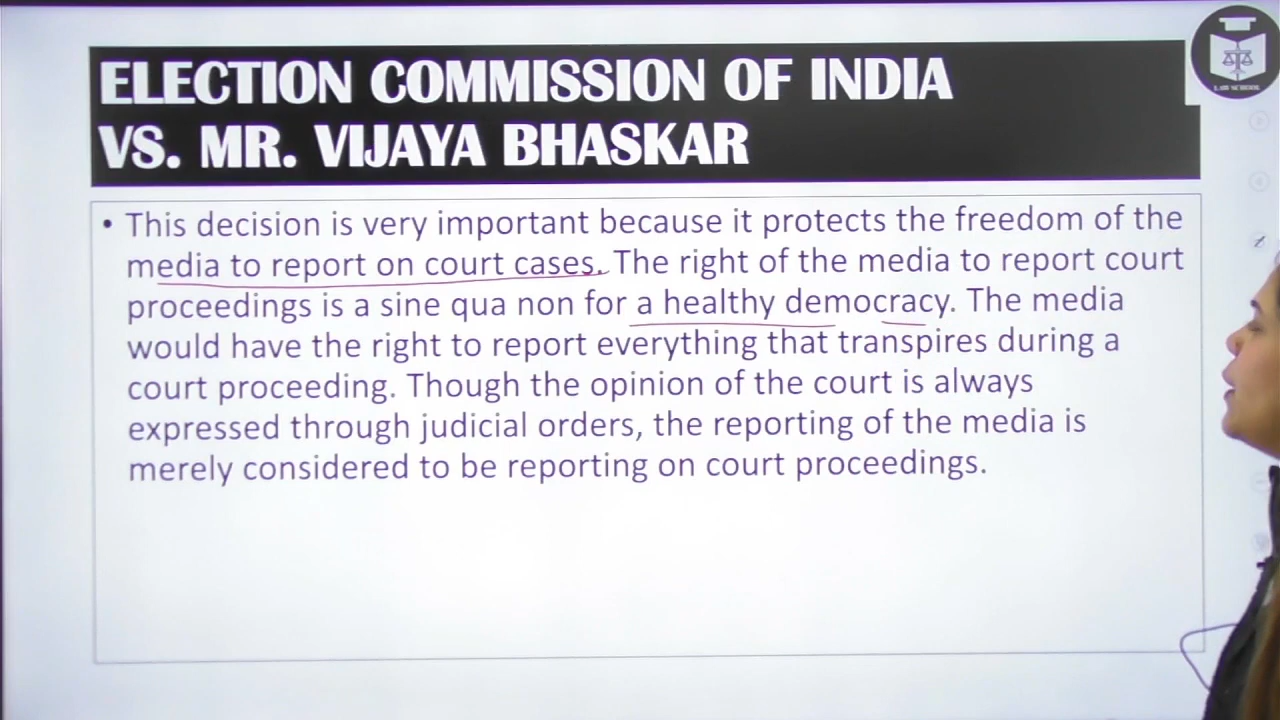 ELECTION COMMISSION OF INDIA
VS. MR. VIJAYA BHASKAR
LAW SCHOOL
• This decision is very important because it protects the freedom of the
media to report on court cases. The right of the media to report court
proceedings is a sine qua non for a healthy democracy. The media
would have the right to report everything that transpires during a
court proceeding. Though the opinion of the court is always
expressed through judicial orders, the reporting of the media is
merely considered to be reporting on court proceedings.